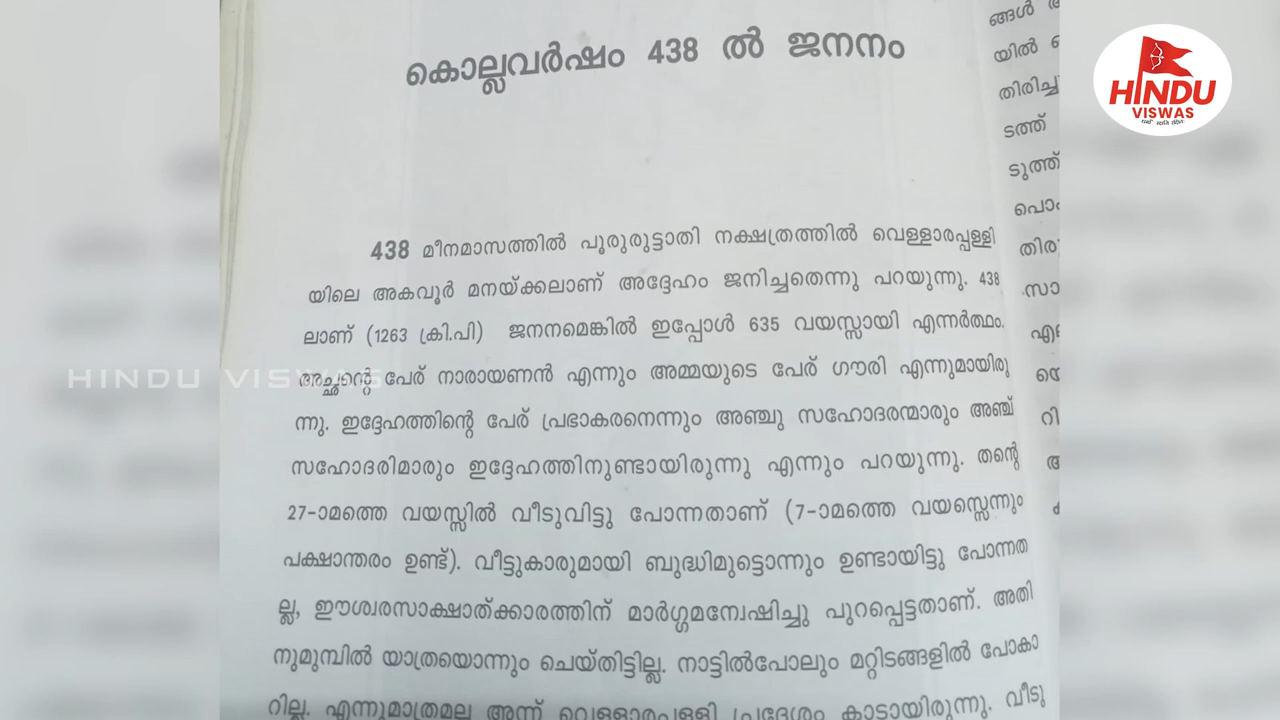 കൊല്ലവർഷം 438 ൽ ജനനം
438 മീനമാസത്തിൽ പൂരുരുട്ടാതി നക്ഷത്രത്തിൽ വെള്ളാരപ്പള്ളി
യിലെ അകവൂർ മനയ്ക്കലാണ് അദ്ദേഹം ജനിച്ചതെന്നു പറയുന്നു. 438
ലാണ് (1263 ക്രി.പി) ജനനമെങ്കിൽ ഇപ്പോൾ 635 വയസ്സായി എന്നർത്ഥം.
അച്ഛന്റെ പേര് നാരായണൻ എന്നും അമ്മയുടെ പേര് ഗൗരി എന്നുമായിരു
ന്നു. ഇദ്ദേഹത്തിന്റെ പേര് പ്രഭാകരനെന്നും അഞ്ചു സഹോദരന്മാരും അഞ്ച്
സഹോദരിമാരും ഇദ്ദേഹത്തിനുണ്ടായിരുന്നു എന്നും പറയുന്നു. തന്റെ
27-ാമത്തെ വയസ്സിൽ വീടുവിട്ടു പോന്നതാണ് (7-ാമത്തെ വയസ്സെന്നും
പക്ഷാന്തരം ഉണ്ട്). വീട്ടുകാരുമായി ബുദ്ധിമുട്ടൊന്നും ഉണ്ടായിട്ടു പോന്നത
ല്ല, ഈശ്വരസാക്ഷാത്ക്കാരത്തിന് മാർഗ്ഗമന്വേഷിച്ചു പുറപ്പെട്ടതാണ്. അതി
നുമുമ്പിൽ യാത്രയൊന്നും ചെയ്തിട്ടില്ല. നാട്ടിൽപോലും മറ്റിടങ്ങളിൽ പോകാ
റില്ല. എന്നുമാത്രമല്ല അന്ന് വെള്ളാരപ്പള്ളി പ്രദേശം കാടായിരുന്നു. വീടു
ങ്ങൾ
യിൽ
തിരിച്ചു
ടത്ത്
ടുത്ത്
HINDU
VISWAS
HINDU VISWAS